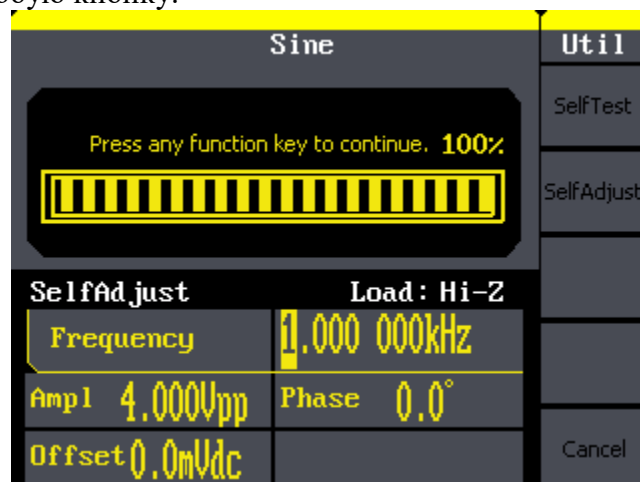 Sine
Util
SelfTest
Press any function key to continue. 100%
SelfAdjust
SelfAdjust Load: Hi-Z
Frequency 1.000 000kHz
Ampl 4.000Vpp Phase 0.0°
Offset 0.0mVdc
Cancel